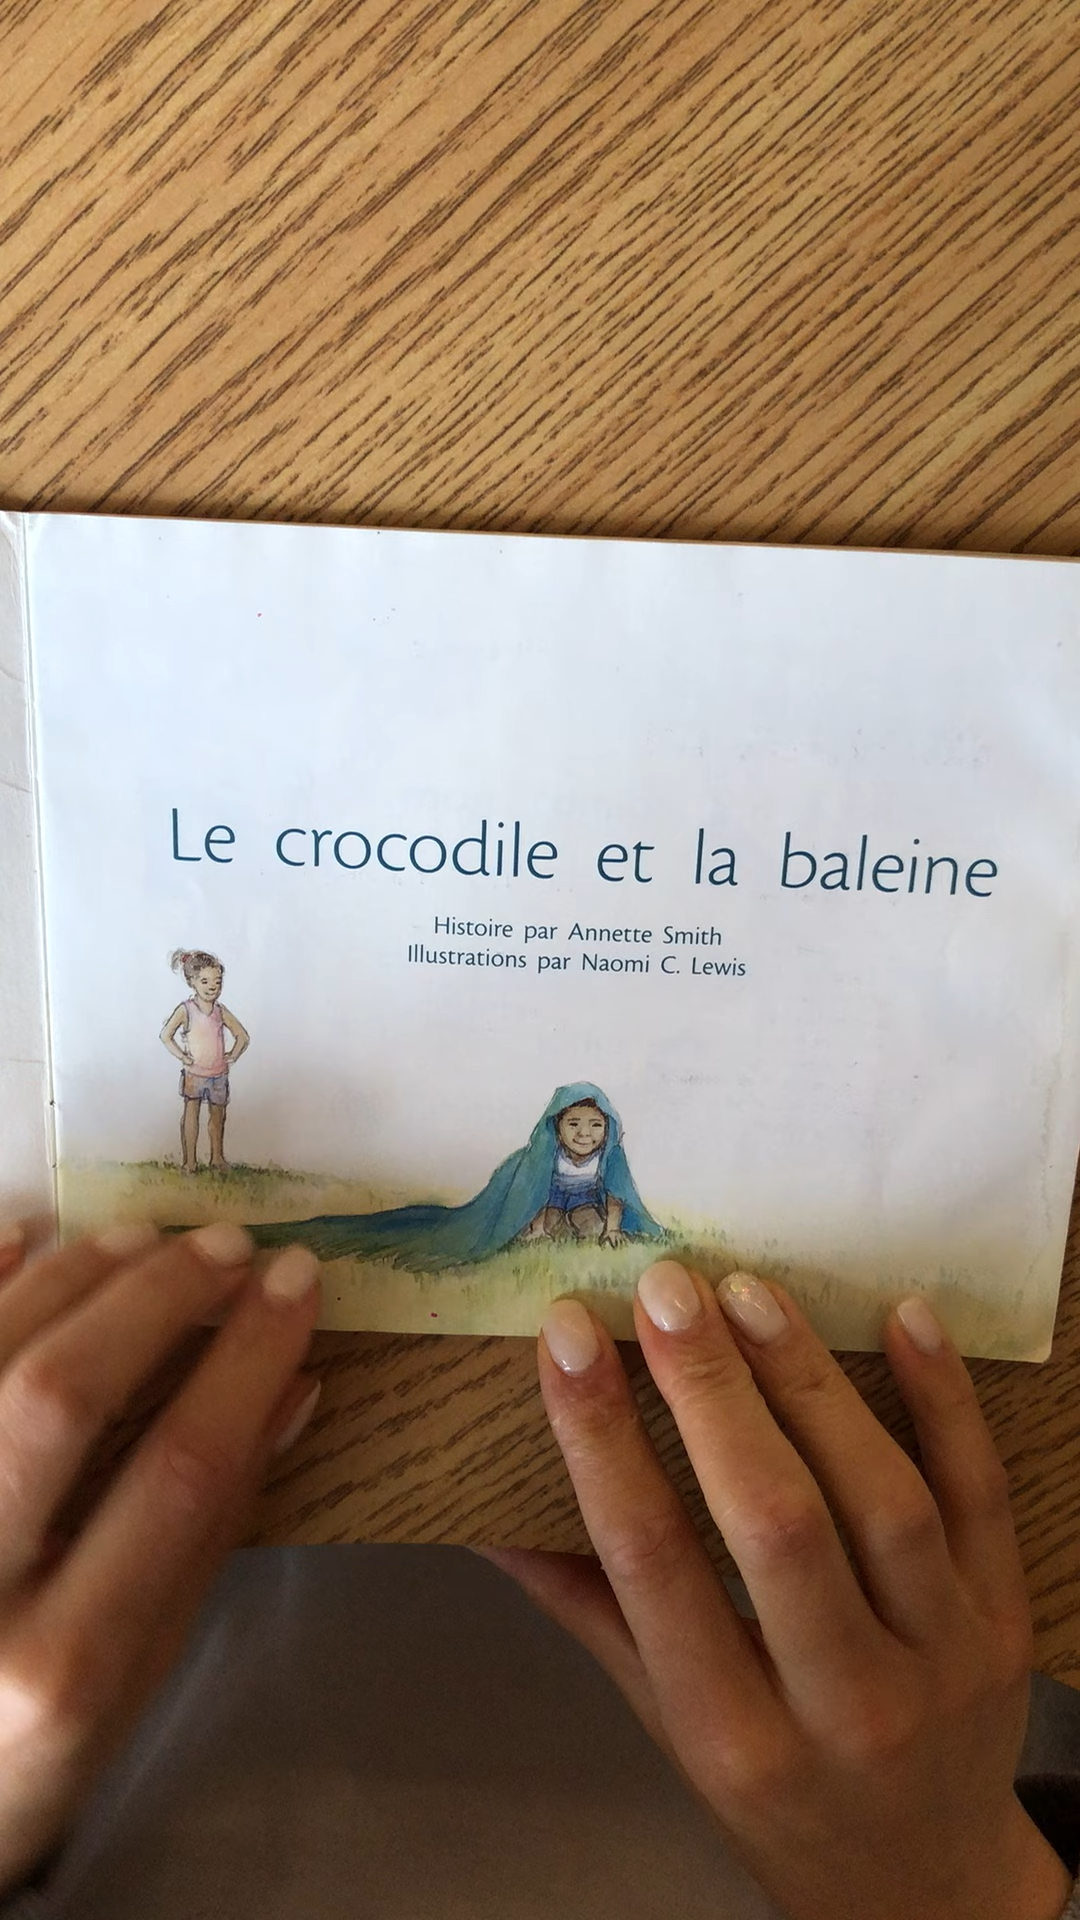 Le crocodile et la baleine
Histoire par Annette Smith
Illustrations par Naomi C. Lewis